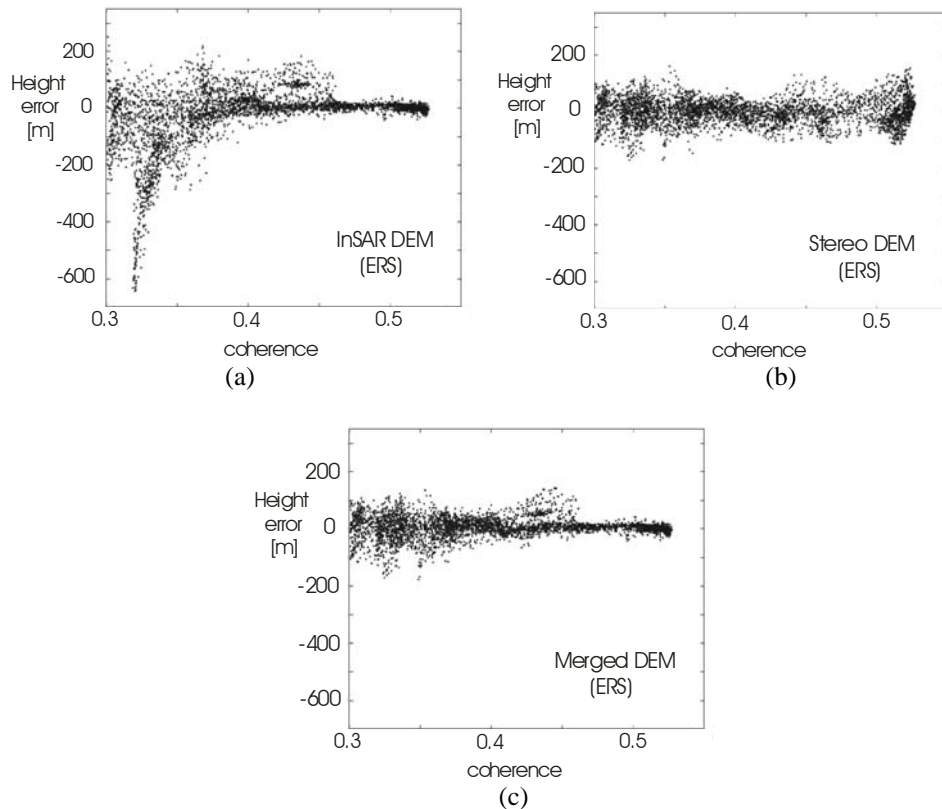 200
Height
error
[m]
0
-200
-400
-600
InSAR DEM
(ERS)
0.3
0.4
0.5
coherence
(a)
200
Height
error
[m]
0
-200
-400
-600
Stereo DEM
(ERS)
0.3
0.4
0.5
coherence
(b)
200
Height
error
[m]
0
-200
-400
-600
Merged DEM
(ERS)
0.3
0.4
0.5
coherence
(c)